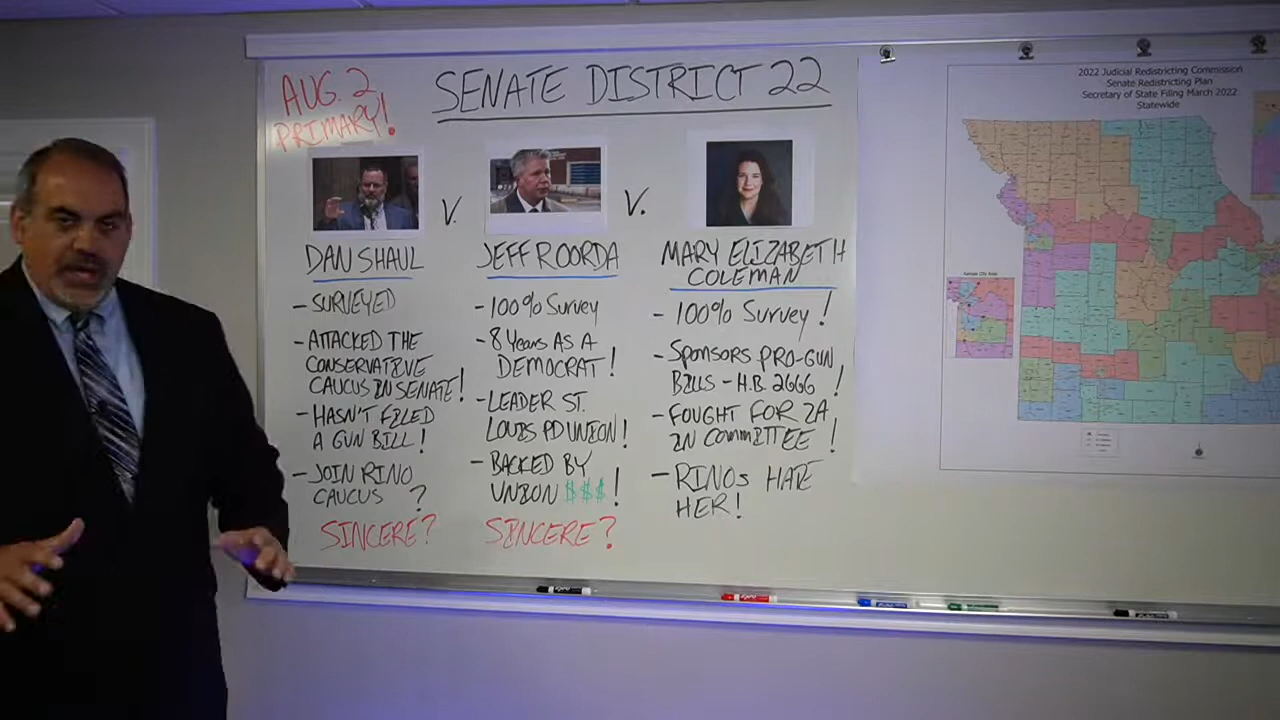 AUG. 2
PRIMARY!
SENATE DISTRICT 22
V.
V.
DAN SHAUL
- SURVEYED
- ATTACKED THE
CONSERVATIVE
CAUCUS IN SENATE!
- HASN'T FILED
A GUN BILL!
- JOIN RINO
CAUCUS ?
SINCERE?
JEFF ROORDA
- 100% Survey
- 8 Years AS A
DEMOCRAT!
- LEADER ST.
LOUIS PD UNION!
- BACKED BY
UNION $$$!
SINCERE?
MARY ELIZABETH
COLEMAN
- 100% Survey!
- SPONSORS PRO-GUN
BILLS - H.B. 2666!
- FOUGHT FOR 2A
IN COMMITTEE!
- RINOs HATE
HER!
2022 Judicial Redistricting Commission
Senate Redistricting Plan
Secretary of State Filing March 2022
Statewide